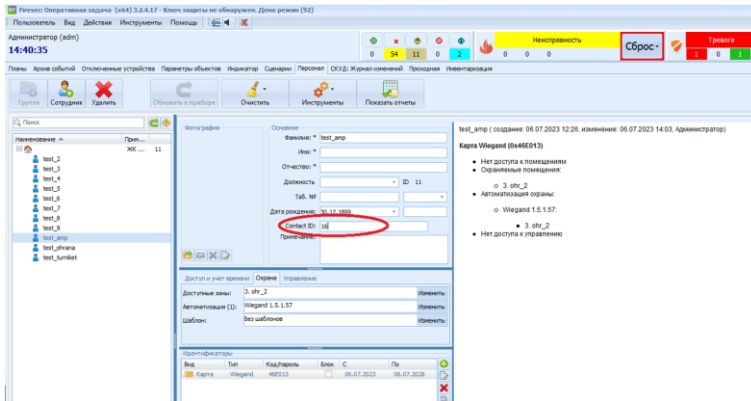 Firesec: Оперативная задача (x64) 3.2.4.17 - Ключ защиты не обнаружен. Демо режим (92)
Пользователь Вид Действия Инструменты Помощь
Администратор (adm)
14:40:35
0 54 11 0 2
Неисправность
0 0 0
Сброс
Тревога
1 0 1
Планы Архив событий Отключенные устройства Параметры объектов Индикатор Сценарии Персонал (СКУД) Журнал изменений Проходная Инвентаризация
Группа Сотрудник Удалить Обновить в приборе Очистить Инструменты Показать отчеты
Поиск
Наименование Прим...
ЖК ... 11
test_2
test_3
test_4
test_5
test_6
test_7
test_8
test_9
test_amp
test_ohrana
test_turniket
Фотография
Основное
Фамилия: * test_amp
Имя: *
Отчество: *
Должность ID 11
Таб. №
Дата рождения: 30.12.1899
Contact ID: 16
Примечание:
Доступ и учет времени Охрана Управление
Доступные зоны: 3. ohr_2 Изменить
Автоматизация (1): Wiegand 1.5.1.57 Изменить
Шаблон: Без шаблонов Изменить
Идентификаторы
Вид Тип Код/пароль Блок С По
Карта Wiegand 46E013 06.07.2023 06.07.2028
test_amp ( создание: 06.07.2023 12:26, изменение: 06.07.2023 14:03, Администратор)
Карта Wiegand (0x46E013)
Нет доступа к помещениям
Охраняемые помещения:
3. ohr_2
Автоматизация охраны:
Wiegand 1.5.1.57:
3. ohr_2
Нет доступа к управлению